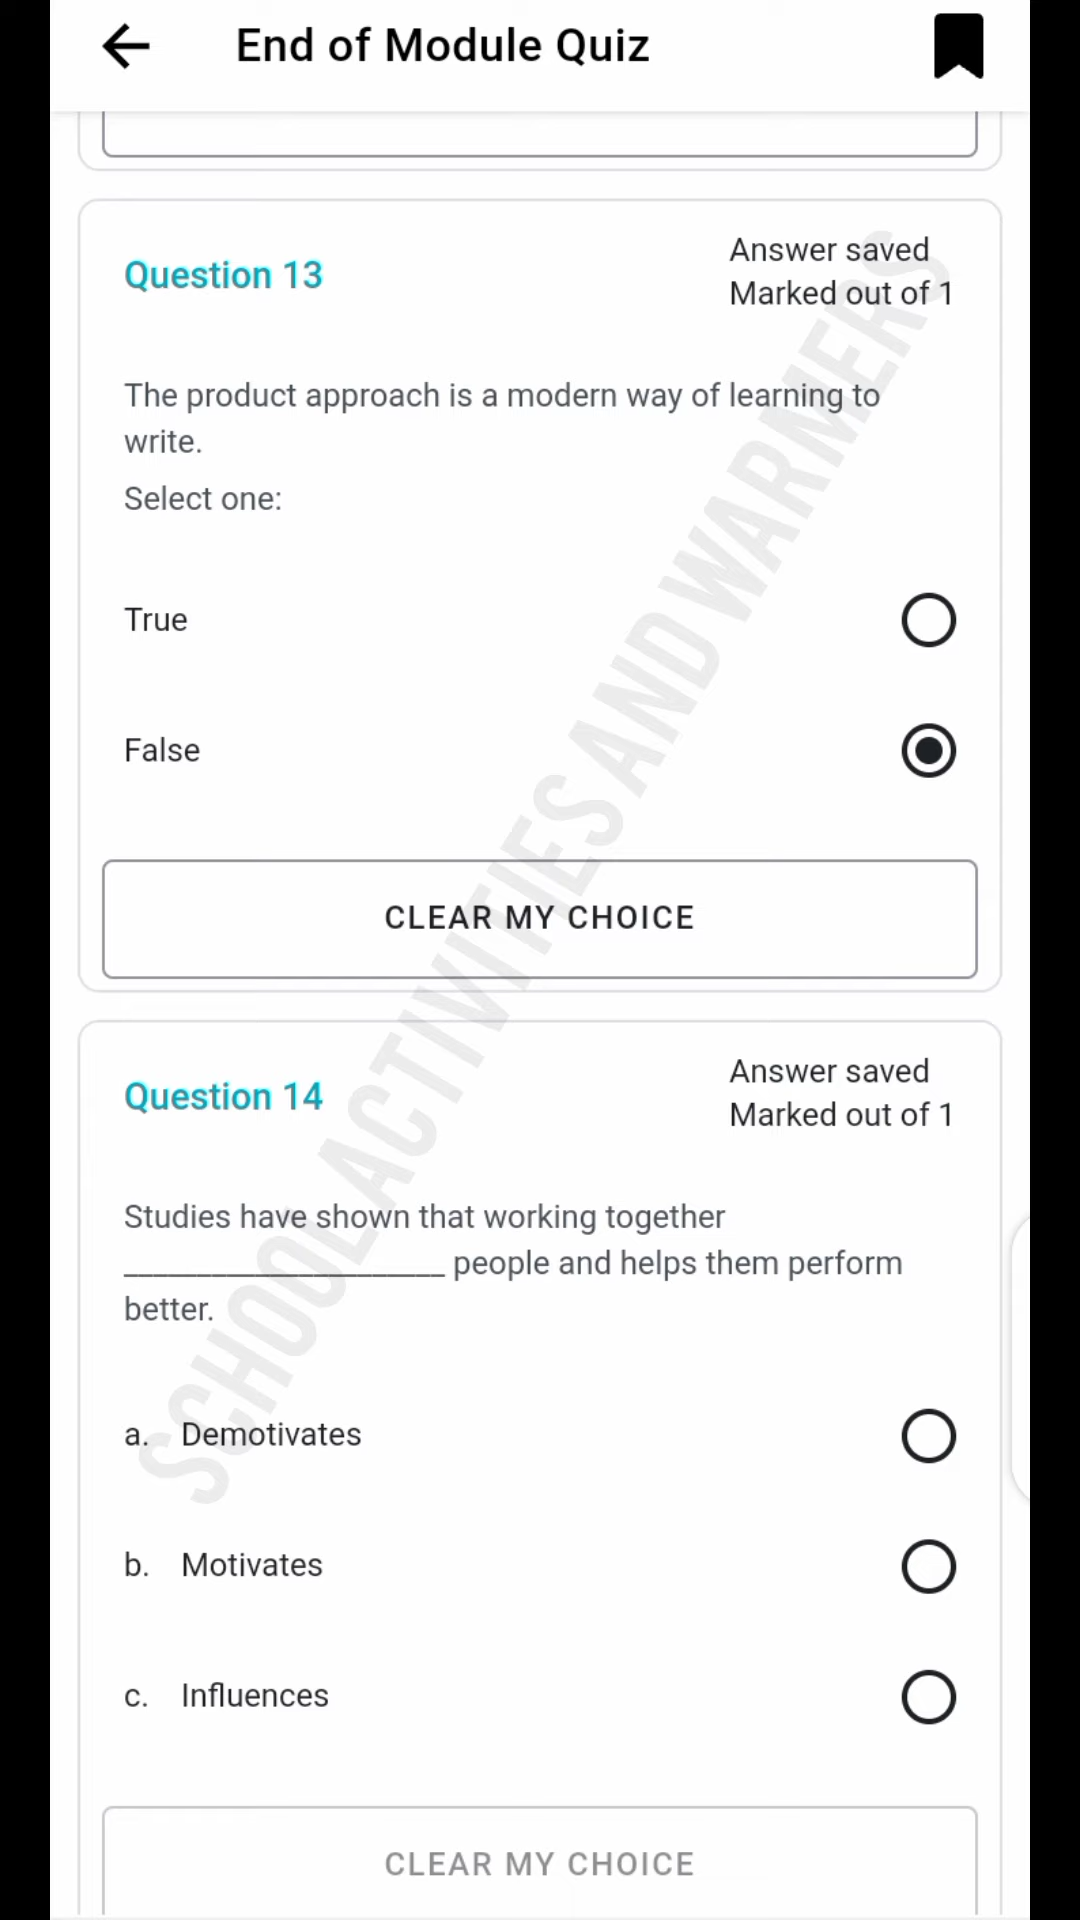 End of Module Quiz
Question 13
Answer saved
Marked out of 1
The product approach is a modern way of learning to
write.
Select one:
True
False
CLEAR MY CHOICE
Question 14
Answer saved
Marked out of 1
Studies have shown that working together
____________________ people and helps them perform
better.
a. Demotivates
b. Motivates
c. Influences
CLEAR MY CHOICE
SCHOOL ACTIVITIES AND WARMERS